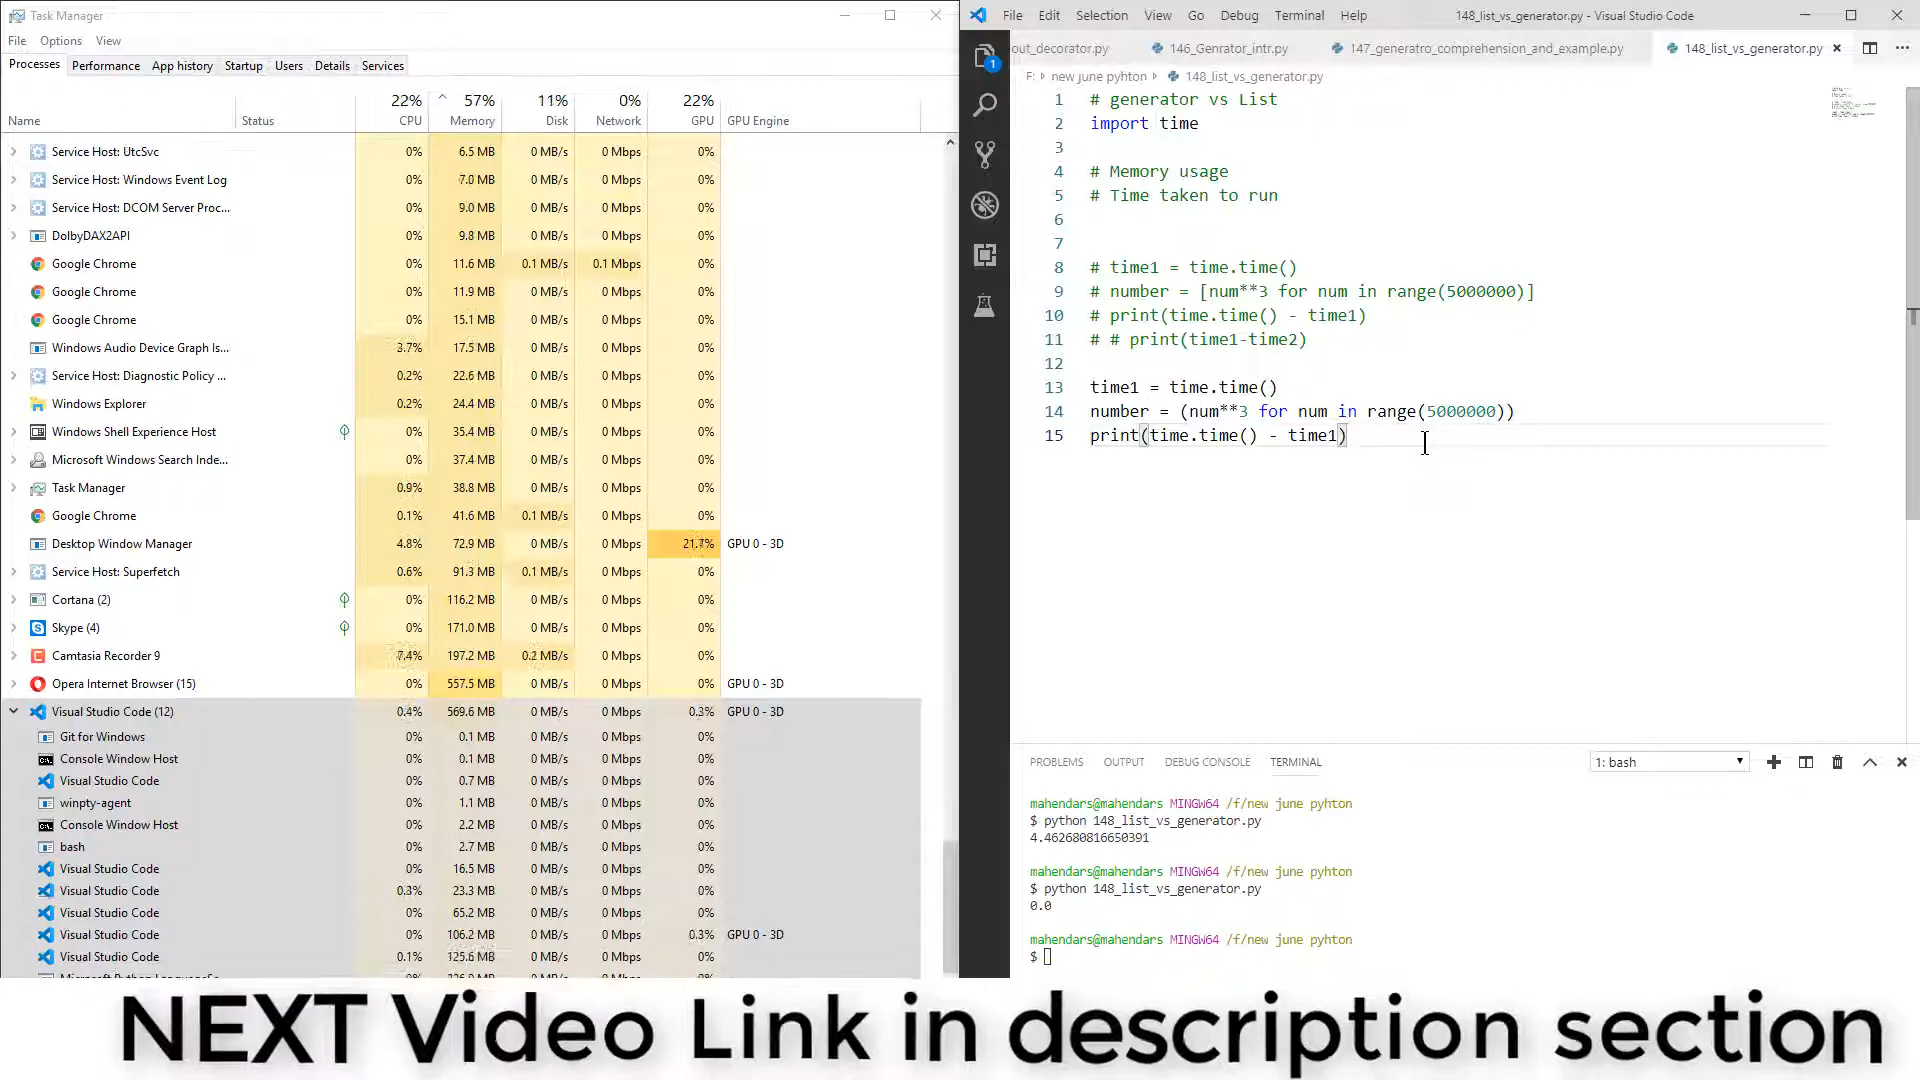 Task Manager
File Options View
Processes Performance App history Startup Users Details Services
22% 57% 11% 0% 22%
Name Status CPU Memory Disk Network GPU GPU Engine
Service Host: UtcSvc 0% 6.5 MB 0 MB/s 0 Mbps 0%
Service Host: Windows Event Log 0% 7.0 MB 0 MB/s 0 Mbps 0%
Service Host: DCOM Server Proc... 0% 9.0 MB 0 MB/s 0 Mbps 0%
DolbyDAX2API 0% 9.8 MB 0 MB/s 0 Mbps 0%
Google Chrome 0% 11.6 MB 0.1 MB/s 0.1 Mbps 0%
Google Chrome 0% 11.9 MB 0 MB/s 0 Mbps 0%
Google Chrome 0% 15.1 MB 0 MB/s 0 Mbps 0%
Windows Audio Device Graph Is... 3.7% 17.5 MB 0 MB/s 0 Mbps 0%
Service Host: Diagnostic Policy ... 0.2% 22.6 MB 0 MB/s 0 Mbps 0%
Windows Explorer 0.2% 24.4 MB 0 MB/s 0 Mbps 0%
Windows Shell Experience Host 0% 35.4 MB 0 MB/s 0 Mbps 0%
Microsoft Windows Search Inde... 0% 37.4 MB 0 MB/s 0 Mbps 0%
Task Manager 0.9% 38.8 MB 0 MB/s 0 Mbps 0%
Google Chrome 0.1% 41.6 MB 0.1 MB/s 0 Mbps 0%
Desktop Window Manager 4.8% 72.9 MB 0 MB/s 0 Mbps 21.7% GPU 0 - 3D
Service Host: Superfetch 0.6% 91.3 MB 0.1 MB/s 0 Mbps 0%
Cortana (2) 0% 116.2 MB 0 MB/s 0 Mbps 0%
Skype (4) 0% 171.0 MB 0 MB/s 0 Mbps 0%
Camtasia Recorder 9 7.4% 197.2 MB 0.2 MB/s 0 Mbps 0%
Opera Internet Browser (15) 0% 557.5 MB 0 MB/s 0 Mbps 0% GPU 0 - 3D
Visual Studio Code (12) 0.4% 569.6 MB 0 MB/s 0 Mbps 0.3% GPU 0 - 3D
Git for Windows 0% 0.1 MB 0 MB/s 0 Mbps 0%
Console Window Host 0% 0.1 MB 0 MB/s 0 Mbps 0%
Visual Studio Code 0% 0.7 MB 0 MB/s 0 Mbps 0%
winpty-agent 0% 1.1 MB 0 MB/s 0 Mbps 0%
Console Window Host 0% 2.2 MB 0 MB/s 0 Mbps 0%
bash 0% 2.7 MB 0 MB/s 0 Mbps 0%
Visual Studio Code 0% 16.5 MB 0 MB/s 0 Mbps 0%
Visual Studio Code 0.3% 23.3 MB 0 MB/s 0 Mbps 0%
Visual Studio Code 0% 65.2 MB 0 MB/s 0 Mbps 0%
Visual Studio Code 0% 106.2 MB 0 MB/s 0 Mbps 0.3% GPU 0 - 3D
Visual Studio Code 0.1% 125.6 MB 0 MB/s 0 Mbps 0%
File Edit Selection View Go Debug Terminal Help 148_list_vs_generator.py - Visual Studio Code
out_decorator.py 146_Genrator_intr.py 147_generatro_comprehension_and_example.py 148_list_vs_generator.py
F: new june pyhton 148_list_vs_generator.py
1
1 # generator vs List
2 import time
3
4 # Memory usage
5 # Time taken to run
6
7
8 # time1 = time.time()
9 # number = [num**3 for num in range(5000000)]
10 # print(time.time() - time1)
11 # # print(time1-time2)
12
13 time1 = time.time()
14 number = (num**3 for num in range(5000000))
15 print(time.time() - time1)
PROBLEMS OUTPUT DEBUG CONSOLE TERMINAL 1: bash
mahendars@mahendars MINGW64 /f/new june pyhton
$ python 148_list_vs_generator.py
4.462680816650391
mahendars@mahendars MINGW64 /f/new june pyhton
$ python 148_list_vs_generator.py
0.0
mahendars@mahendars MINGW64 /f/new june pyhton
$
NEXT Video Link in description section